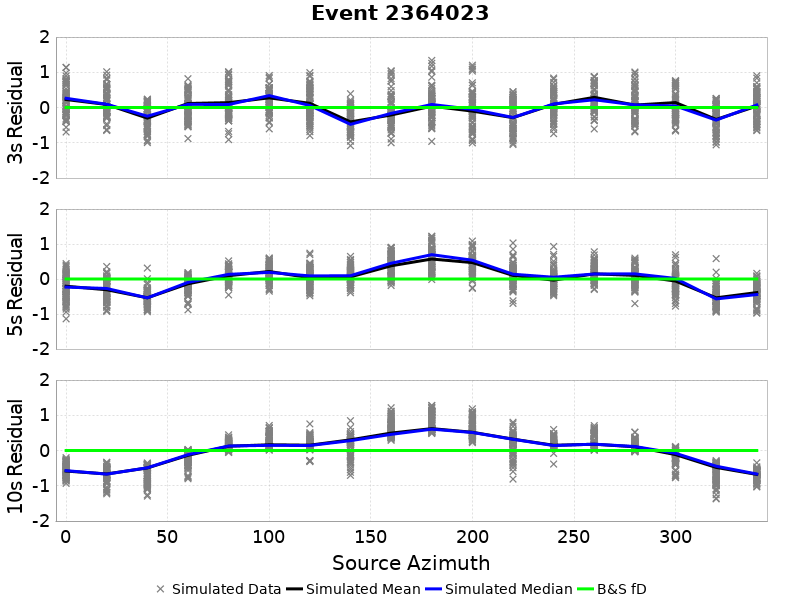 Event 2364023
2
1
0
-1
-2
3s Residual
2
1
0
-1
-2
5s Residual
2
1
0
-1
-2
10s Residual
0 50 100 150 200 250 300
Source Azimuth
Simulated Data Simulated Mean Simulated Median B&S fD